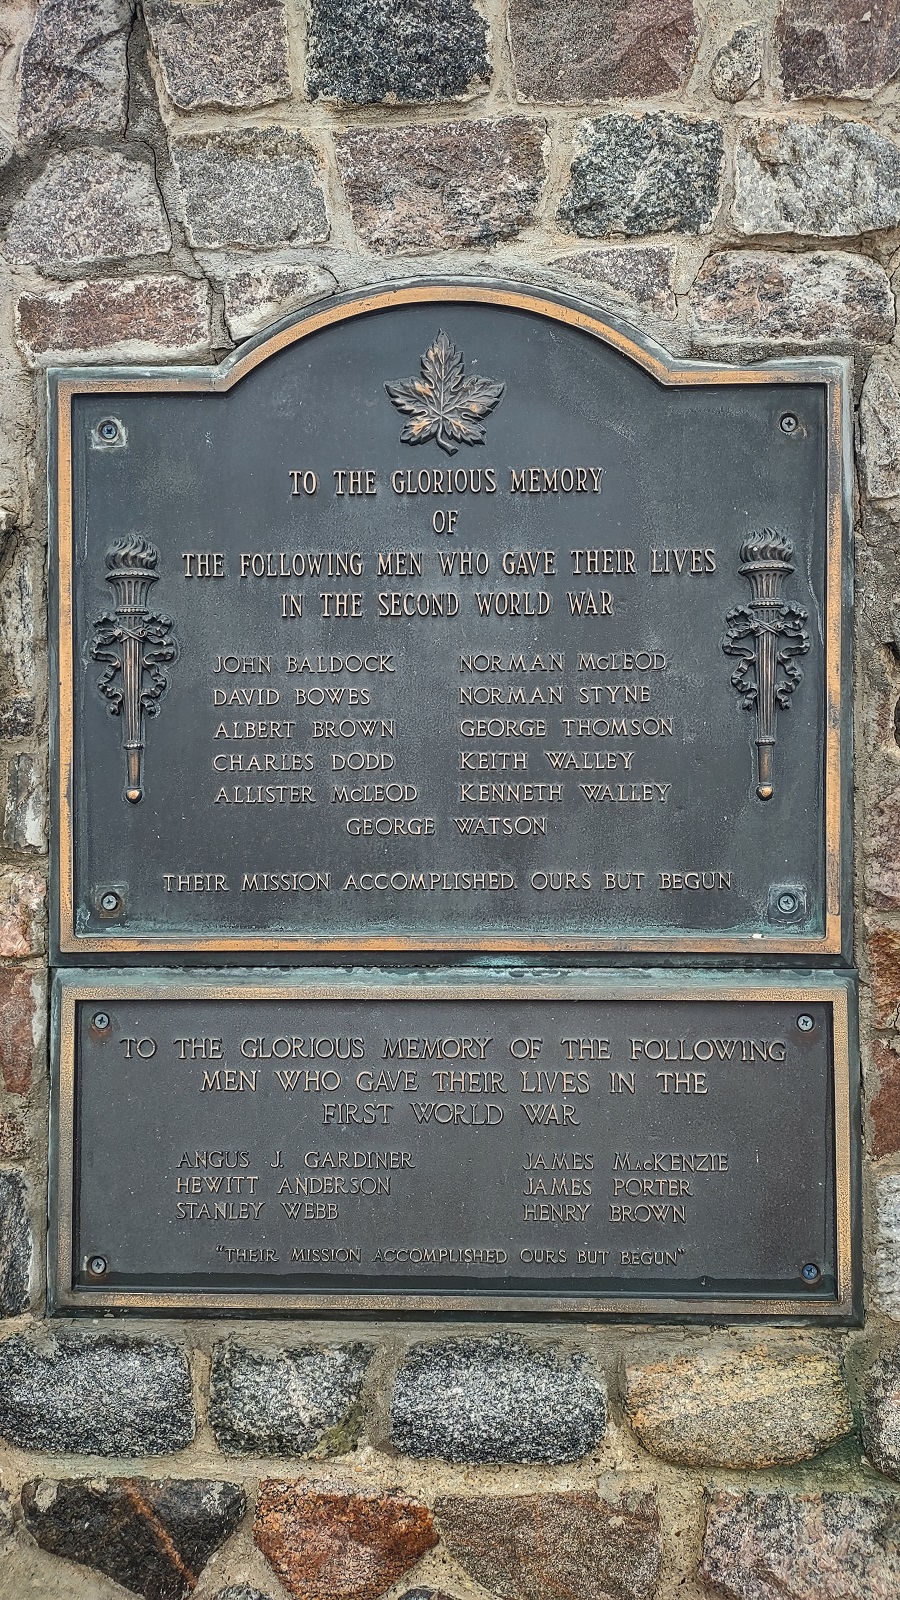 TO THE GLORIOUS MEMORY
OF
THE FOLLOWING MEN WHO GAVE THEIR LIVES
IN THE SECOND WORLD WAR
JOHN BALDOCK NORMAN McLEOD
DAVID BOWES NORMAN STYNE
ALBERT BROWN GEORGE THOMSON
CHARLES DODD KEITH WALLEY
ALLISTER McLEOD KENNETH WALLEY
GEORGE WATSON
THEIR MISSION ACCOMPLISHED. OURS BUT BEGUN
TO THE GLORIOUS MEMORY OF THE FOLLOWING
MEN WHO GAVE THEIR LIVES IN THE
FIRST WORLD WAR
ANGUS J. GARDINER JAMES MacKENZIE
HEWITT ANDERSON JAMES PORTER
STANLEY WEBB HENRY BROWN
"THEIR MISSION ACCOMPLISHED OURS BUT BEGUN"